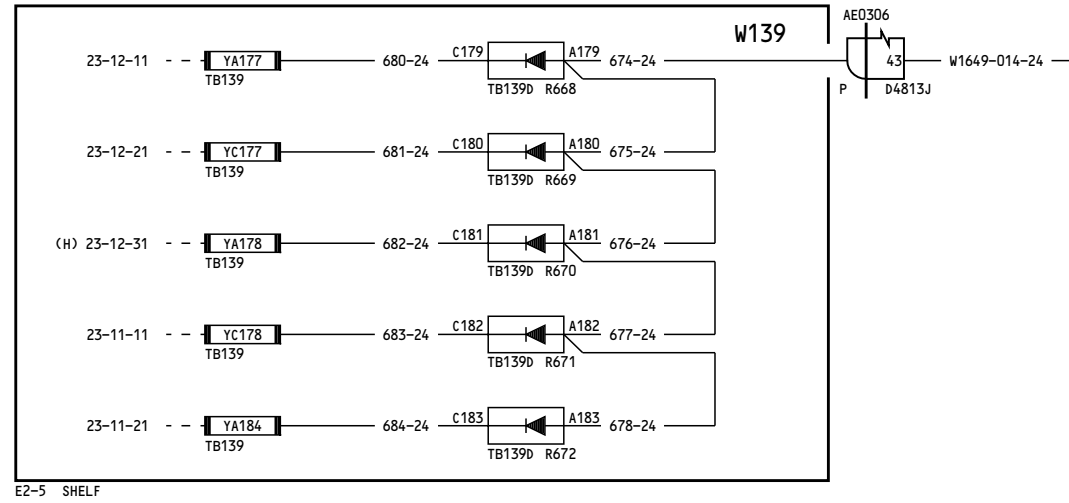 AE0306
W139
23-12-11 YA177 680-24 C179 A179 674-24 43 W1649-014-24
TB139 TB139D R668 P D4813J
23-12-21 YC177 681-24 C180 A180 675-24
TB139 TB139D R669
(H) 23-12-31 YA178 682-24 C181 A181 676-24
TB139 TB139D R670
23-11-11 YC178 683-24 C182 A182 677-24
TB139 TB139D R671
23-11-21 YA184 684-24 C183 A183 678-24
TB139 TB139D R672
E2-5 SHELF